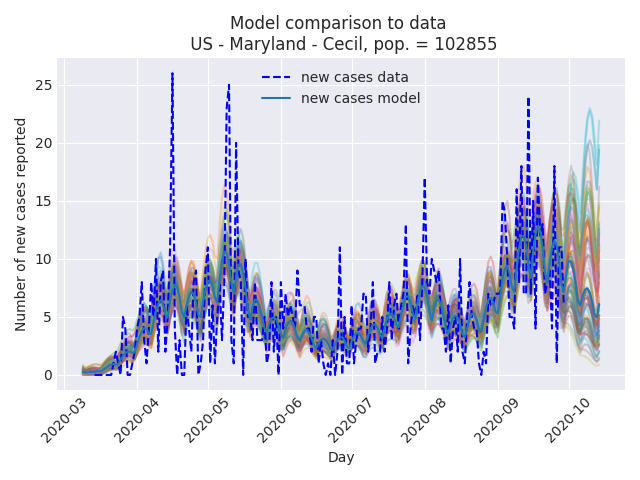 Model comparison to data
US - Maryland - Cecil, pop. = 102855
new cases data
new cases model
Number of new cases reported
25
20
15
10
5
0
2020-03
2020-04
2020-05
2020-06
2020-07
2020-08
2020-09
2020-10
Day